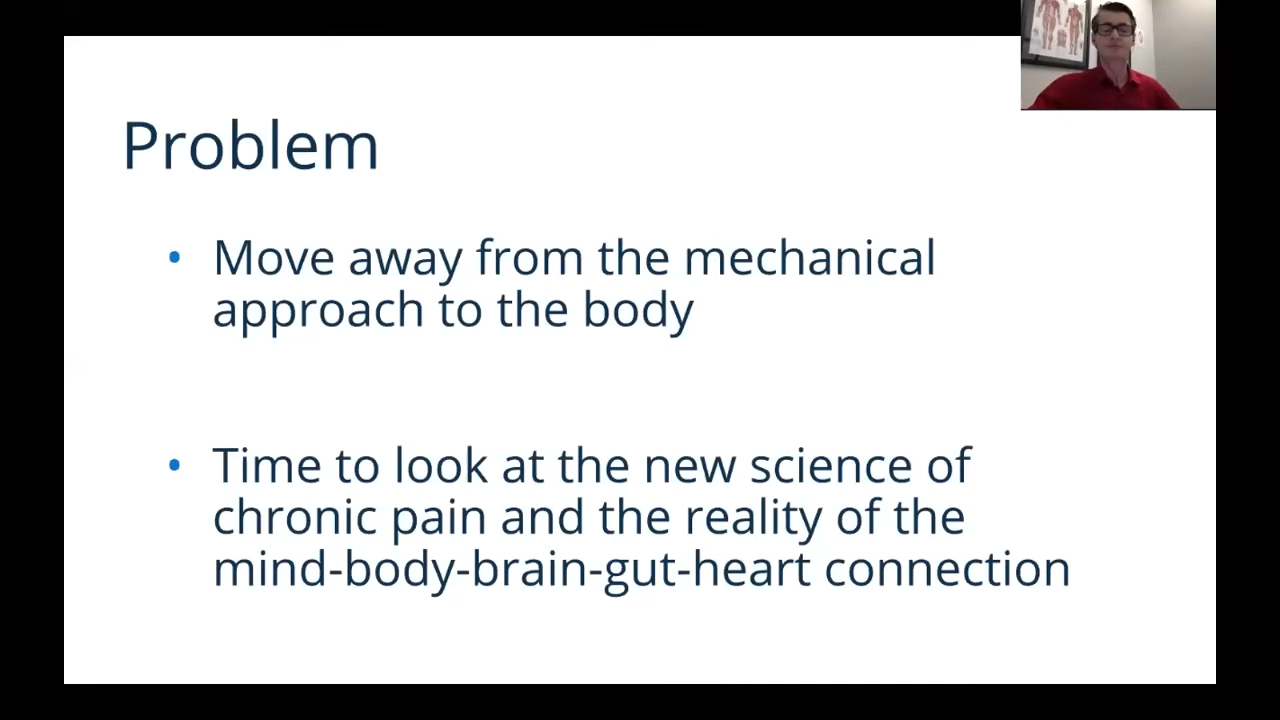 Problem
• Move away from the mechanical
approach to the body
• Time to look at the new science of
chronic pain and the reality of the
mind-body-brain-gut-heart connection